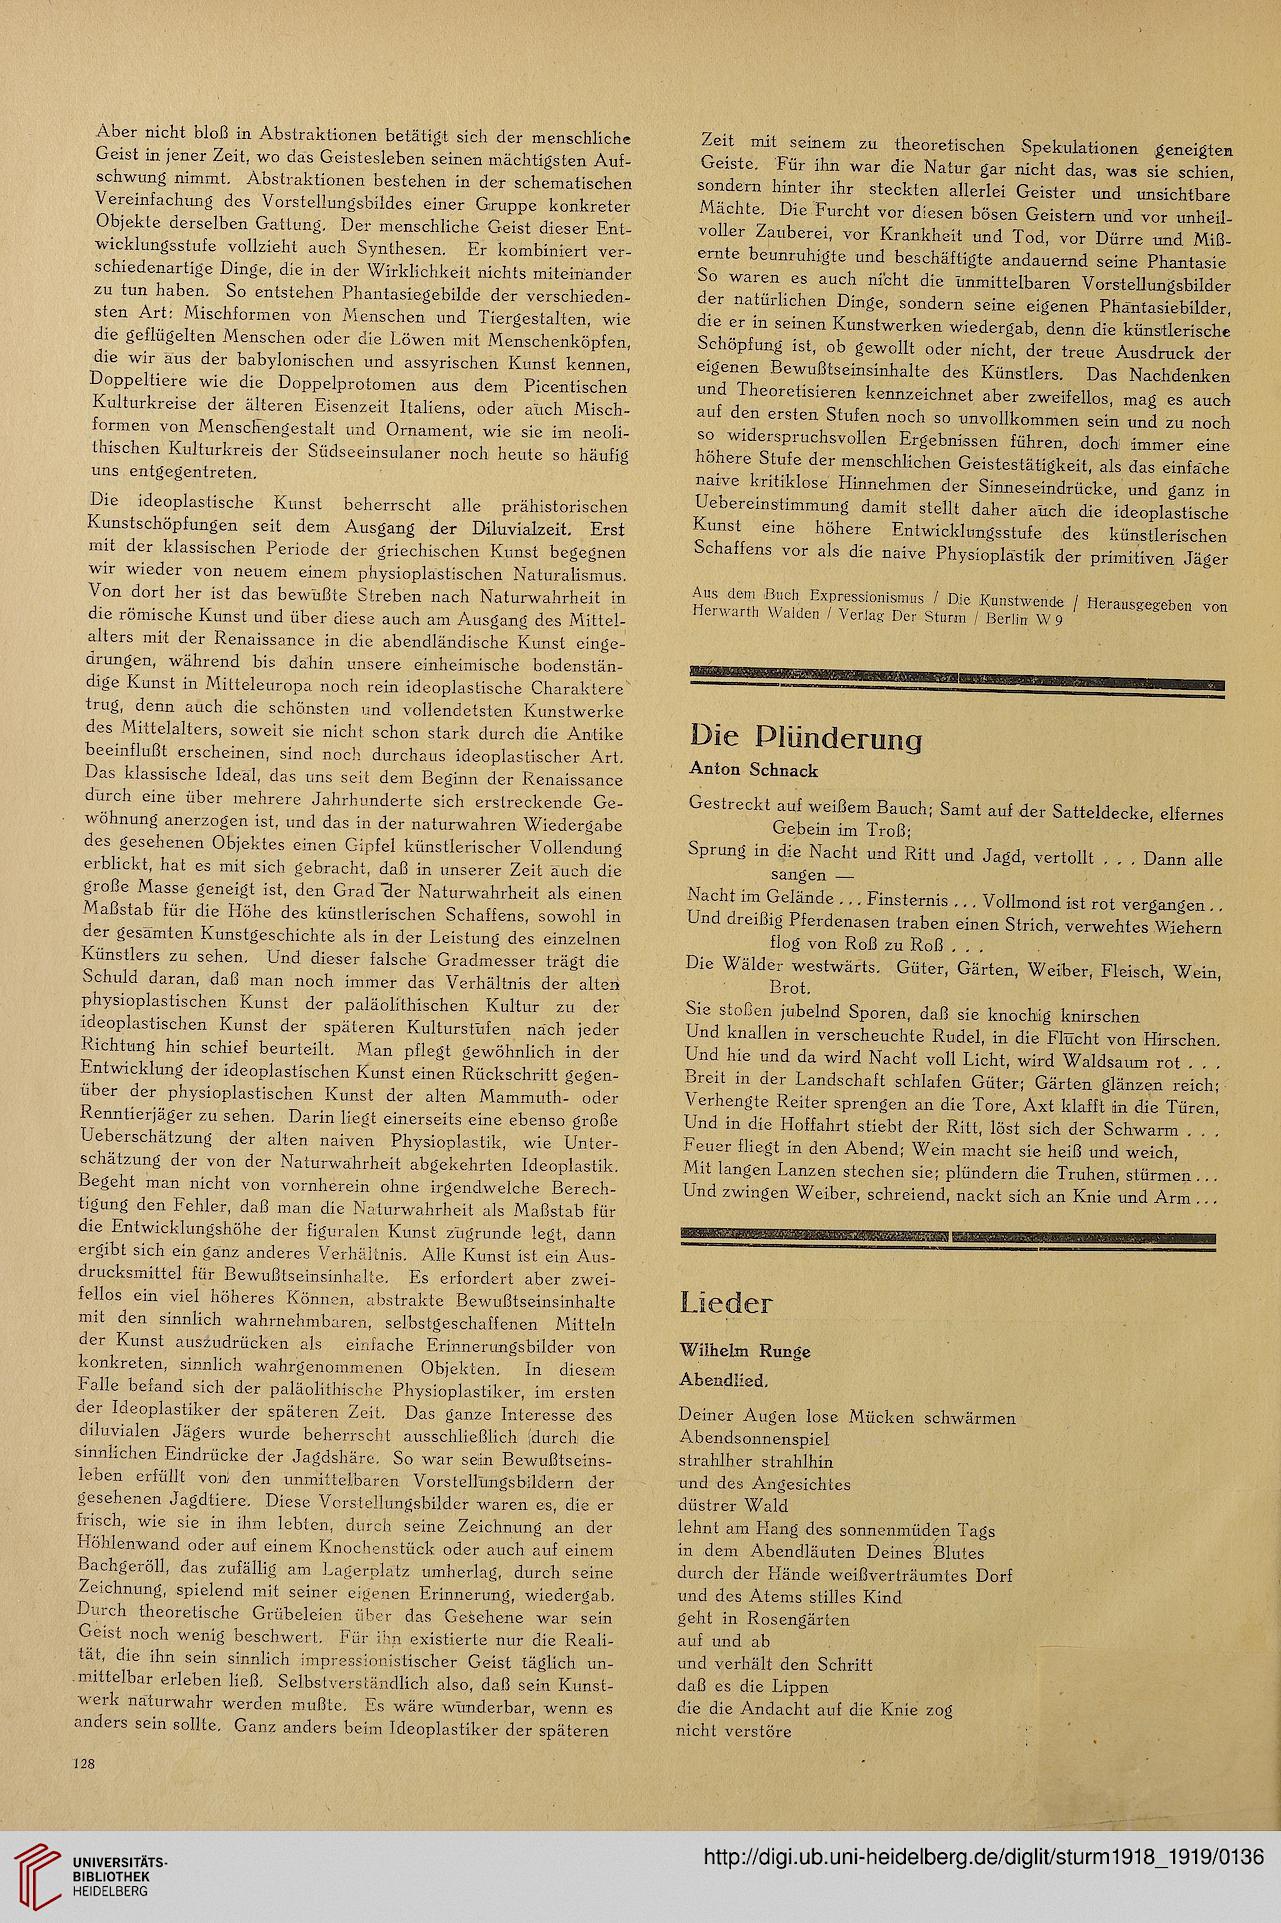 Aber nicht bloß in Abstraktionen betätigt sich der menschliche
Geist in jener Zeit, wo das Geistesleben seinen mächtigsten Auf-
schwung nimmt. Abstraktionen bestehen in der schematischen
Vereinfachung des Vorstellungsbildes einer Gruppe konkreter
Objekte derselben Gattung. Der menschliche Geist dieser Ent-
wicklungsstufe vollzieht auch Synthesen. Er kombiniert ver-
schiedenartige Dinge, die in der Wirklichkeit nichts miteinander
zu tun haben. So entstehen Phantasiegebilde der verschieden-
sten Art: Mischformen von Menschen und Tiergestalten, wie
die geflügelten Menschen oder die Löwen mit Menschenköpfen,
die wir aus der babylonischen und assyrischen Kunst kennen,
Doppeltiere wie die Doppelprotomen aus dem Picentischen
Kulturkreise der älteren Eisenzeit Italiens, oder auch Misch-
formen von Menschengestalt und Ornament, wie sie im neoli-
thischen Kulturkreis der Südseeinsulaner noch heute so häufig
uns entgegentreten.
Die ideoplastische Kunst beherrscht alle prähistorischen
Kunstschöpfungen seit dem Ausgang der Diluvialzeit. Erst
mit der klassischen Periode der griechischen Kunst begegnen
wir wieder von neuem einem physioplastischen Naturalismus.
Von dort her ist das bewußte Streben nach Naturwahrheit in
die römische Kunst und über diese auch am Ausgang des Mittel-
alters mit der Renaissance in die abendländische Kunst einge-
drungen, während bis dahin unsere einheimische bodenstän-
dige Kunst in Mitteleuropa noch rein ideoplastische Charaktere
trug, denn auch die schönsten und vollendetsten Kunstwerke
des Mittelalters, soweit sie nicht schon stark durch die Antike
beeinflußt erscheinen, sind noch durchaus ideoplastischer Art.
Das klassische Ideal, das uns seit dem Beginn der Renaissance
durch eine über mehrere Jahrhunderte sich erstreckende Ge-
wöhnung anerzogen ist, und das in der naturwahren Wiedergabe
des gesehenen Objektes einen Gipfel künstlerischer Vollendung
erblickt, hat es mit sich gebracht, daß in unserer Zeit auch die
große Masse geneigt ist, den Grad der Naturwahrheit als einen
Maßstab für die Höhe des künstlerischen Schaffens, sowohl in
der gesamten Kunstgeschichte als in der Leistung des einzelnen
Künstlers zu sehen. Und dieser falsche Gradmesser trägt die
Schuld daran, daß man noch immer das Verhältnis der alten
physioplastischen Kunst der paläolithischen Kultur zu der
ideoplastischen Kunst der späteren Kulturstufen nach jeder
Richtung hin schief beurteilt. Man pflegt gewöhnlich in der
Entwicklung der ideoplastischen Kunst einen Rückschritt gegen-
über der physioplastischen Kunst der alten Mammuth- oder
Renntierjäger zu sehen. Darin liegt einerseits eine ebenso große
Ueberschätzung der alten naiven Physioplastik, wie Unter-
schätzung der von der Naturwahrheit abgekehrten Ideoplastik.
Begeht man nicht von vornherein ohne irgendwelche Berech-
tigung den Fehler, daß man die Naturwahrheit als Maßstab für
die Entwicklungshöhe der figuralen Kunst zugrunde legt, dann
ergibt sich ein ganz anderes Verhältnis. Alle Kunst ist ein Aus-
drucksmittel für Bewußtseinsinhalte. Es erfordert aber zwei-
fellos ein viel höheres Können, abstrakte Bewußtseinsinhalte
mit den sinnlich wahrnehmbaren, selbstgeschaffenen Mitteln
der Kunst auszudrücken als einfache Erinnerungsbilder von
konkreten, sinnlich wahrgenommenen Objekten. In diesem
Falle befand sich der paläolithische Physioplastiker, im ersten
der Ideoplastiker der späteren Zeit. Das ganze Interesse des
diluvialen Jägers wurde beherrscht ausschließlich durch die
sinnlichen Eindrücke der Jagdshäre. So war sein Bewußtseins-
leben erfüllt von den unmittelbaren Vorstellungsbildern der
gesehenen Jagdtiere. Diese Vorstellungsbilder waren es, die er
frisch, wie sie in ihm lebten, durch seine Zeichnung an der
Höhlenwand oder auf einem Knochenstück oder auch auf einem
Bachgeröll, das zufällig am Lagerplatz umherlag, durch seine
Zeichnung, spielend mit seiner eigenen Erinnerung, wiedergab.
Durch theoretische Grübeleien über das Gesehene war sein
Geist noch wenig beschwert. Für ihn existierte nur die Reali-
tät, die ihn sein sinnlich impressionistischer Geist täglich un-
mittelbar erleben ließ. Selbstverständlich also, daß sein Kunst-
werk naturwahr werden mußte. Es wäre wunderbar, wenn es
anders sein sollte. Ganz anders beim Ideoplastiker der späteren
128
Zeit mit seinem zu theoretischen Spekulationen geneigten
Geiste. Für ihn war die Natur gar nicht das, was sie schien,
sondern hinter ihr steckten allerlei Geister und unsichtbare
Mächte. Die Furcht vor diesen bösen Geistern und vor unheil-
voller Zauberei, vor Krankheit und Tod, vor Dürre und Miß-
ernte beunruhigte und beschäftigte andauernd seine Phantasie
So waren es auch nicht die unmittelbaren Vorstellungsbilder
der natürlichen Dinge, sondern seine eigenen Phantasiebilder,
die er in seinen Kunstwerken wiedergab, denn die künstlerische
Schöpfung ist, ob gewollt oder nicht, der treue Ausdruck der
eigenen Bewußtseinsinhalte des Künstlers. Das Nachdenken
und Theoretisieren kennzeichnet aber zweifellos, mag es auch
auf den ersten Stufen noch so unvollkommen sein und zu noch
so widerspruchsvollen Ergebnissen führen, doch immer eine
höhere Stufe der menschlichen Geistestätigkeit, als das einfache
naive kritiklose Hinnehmen der Sinneseindrücke, und ganz in
Uebereinstimmung damit stellt daher auch die ideoplastische
Kunst eine höhere Entwicklungsstufe des künstlerischen
Schaffens vor als die naive Physioplastik der primitiven Jäger
Aus dem Buch Expressionismus / Die Kunstwende / Herausgegeben von
Herwarth Walden / Verlag Der Sturm / Berlin W 9
Die Plünderung
Anton Schnack
Gestreckt auf weißem Bauch; Samt auf der Satteldecke, elfernes
Gebein im Troß;
Sprung in die Nacht und Ritt und Jagd, vertollt . . . Dann alle
sangen —
Nacht im Gelände . . . Finsternis . . . Vollmond ist rot vergangen . .
Und dreißig Pferdenasen traben einen Strich, verwehtes Wiehern
flog von Roß zu Roß . . .
Die Wälder westwärts. Güter, Gärten, Weiber, Fleisch, Wein,
Brot.
Sie stoßen jubelnd Sporen, daß sie knochig knirschen
Und knallen in verscheuchte Rudel, in die Flucht von Hirschen.
Und hie und da wird Nacht voll Licht, wird Waldsaum rot . . .
Breit in der Landschaft schlafen Güter; Gärten glänzen reich;
Verhengte Reiter sprengen an die Tore, Axt klafft in die Türen,
Und in die Hoffahrt stiebt der Ritt, löst sich der Schwarm . . .
Feuer fliegt in den Abend; Wein macht sie heiß und weich,
Mit langen Lanzen stechen sie; plündern die Truhen, stürmen . . .
Und zwingen Weiber, schreiend, nackt sich an Knie und Arm . . .
Lieder
Wilhelm Runge
Abendlied.
Deiner Augen lose Mücken schwärmen
Abendsonnenspiel
strahlher strahlhin
und des Angesichtes
düstrer Wald
lehnt am Hang des sonnenmüden Tags
in dem Abendläuten Deines Blutes
durch der Hände weißverträumtes Dorf
und des Atems stilles Kind
geht in Rosengärten
auf und ab
und verhält den Schritt
daß es die Lippen
die die Andacht auf die Knie zog
nicht verstöre
UNIVERSITÄTS-
BIBLIOTHEK
HEIDELBERG
http://digi.ub.uni-heidelberg.de/diglit/sturm1918_1919/0136